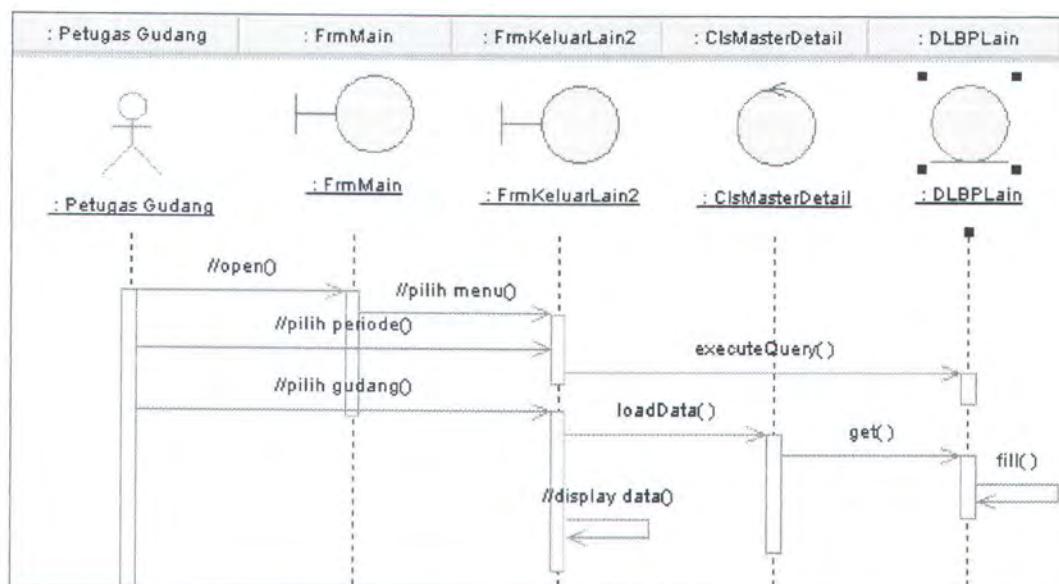 : Petugas Gudang
: FrmMain
: FrmKeluarLain2
: ClsMasterDetail
: DLBPLain
: Petugas Gudang
: FrmMain
: FrmKeluarLain2
: ClsMasterDetail
: DLBPLain
//open()
//pilih menu()
//pilih periode()
executeQuery()
//pilih gudang()
loadData()
get()
fill()
//display data()